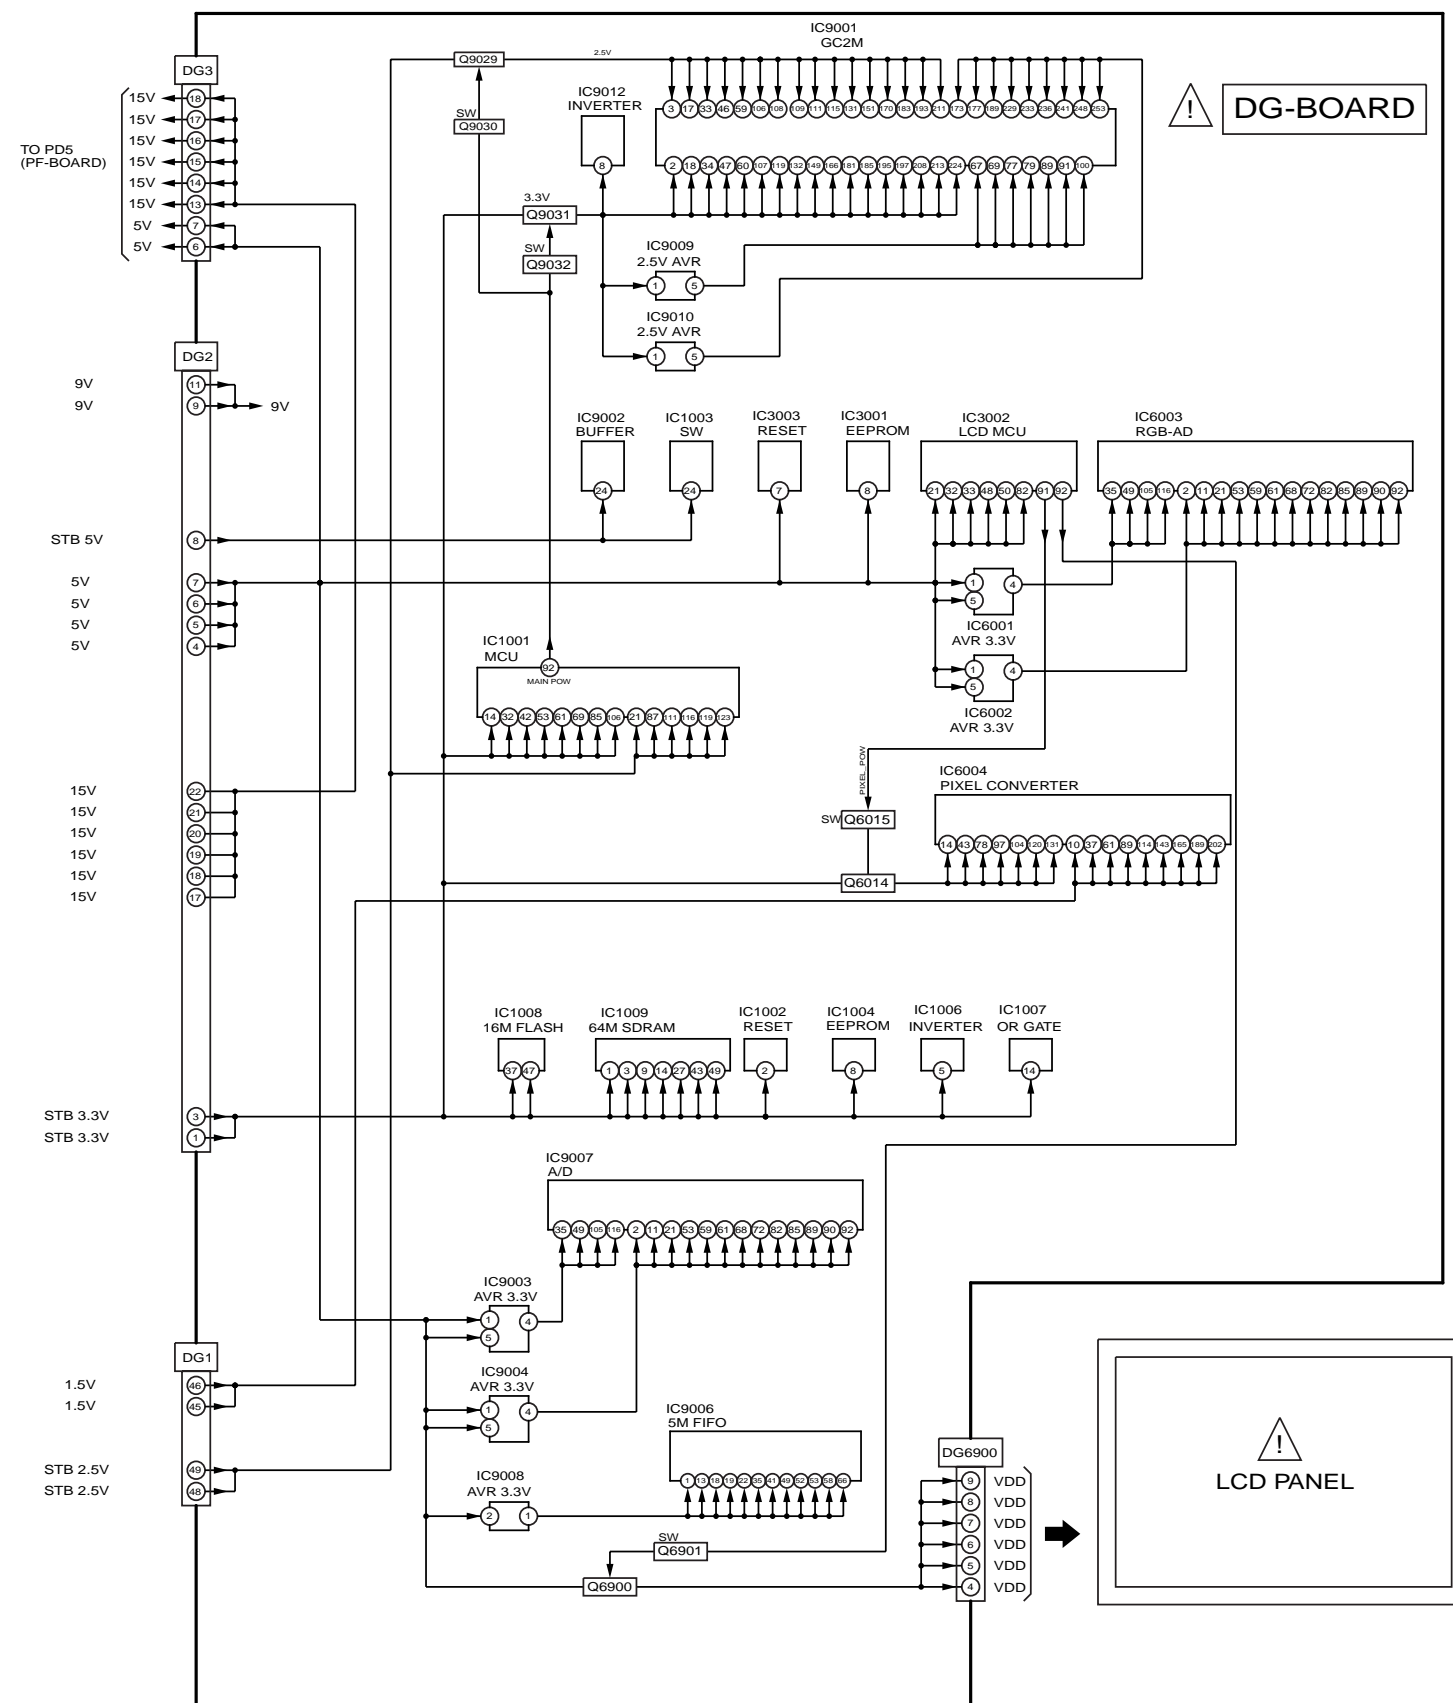 DG-BOARD
IC9001
GC2M
2.5V
Q9029
SW
Q9030
IC9012
INVERTER
8
3 17 33 46 59 106 108 109 111 115 131 151 170 183 193 211 173 177 189 229 233 236 241 248 253
2 18 34 47 60 107 119 132 149 166 181 185 195 197 208 213 224 67 69 77 79 89 91 100
DG3
TO PD5
(PF-BOARD)
15V 18
15V 17
15V 16
15V 15
15V 14
15V 13
5V 7
5V 6
3.3V
Q9031
SW
Q9032
IC9009
2.5V AVR
1 5
IC9010
2.5V AVR
1 5
DG2
9V 11
9V 9 9V
IC9002
BUFFER
24
IC1003
SW
24
IC3003
RESET
7
IC3001
EEPROM
8
IC3002
LCD MCU
21 32 33 48 50 82 91 92
IC6003
RGB-AD
35 49 105 116 2 11 21 53 59 61 68 72 82 85 89 90 92
STB 5V 8
5V 7
5V 6
5V 5
5V 4
1 4
5
IC6001
AVR 3.3V
1 4
5
IC6002
AVR 3.3V
IC1001
MCU
92
MAIN POW
14 32 42 53 61 69 85 106 21 87 111 116 119 123
PIXEL_POW
SW Q6015
Q6014
IC6004
PIXEL CONVERTER
14 43 78 97 104 120 131 10 37 61 89 114 143 165 189 202
15V 22
15V 21
15V 20
15V 19
15V 18
15V 17
IC1008
16M FLASH
37 47
IC1009
64M SDRAM
1 3 9 14 27 43 49
IC1002
RESET
2
IC1004
EEPROM
8
IC1006
INVERTER
5
IC1007
OR GATE
14
STB 3.3V 3
STB 3.3V 1
IC9007
A/D
35 49 105 116 2 11 21 53 59 61 68 72 82 85 89 90 92
IC9003
AVR 3.3V
1 4
5
DG1
1.5V 46
1.5V 45
STB 2.5V 49
STB 2.5V 48
IC9004
AVR 3.3V
1 4
5
IC9006
5M FIFO
1 13 18 19 22 35 41 49 52 53 58 66
IC9008
AVR 3.3V
2 1
SW
Q6901
Q6900
DG6900
9 VDD
8 VDD
7 VDD
6 VDD
5 VDD
4 VDD
!
LCD PANEL
!